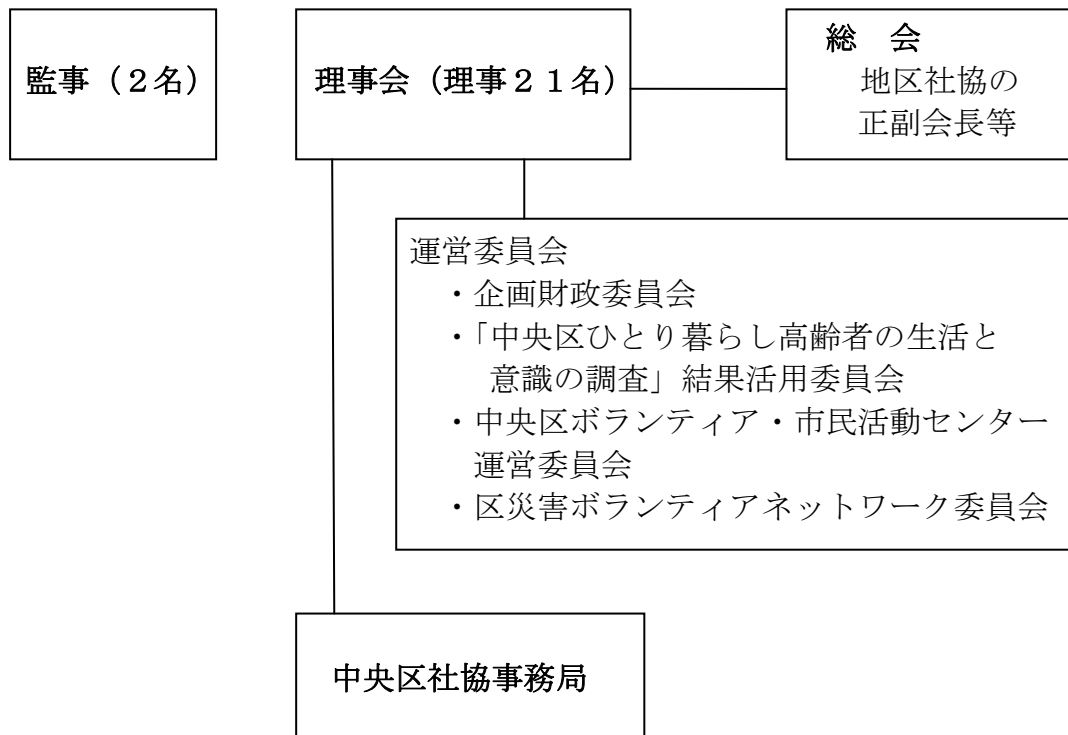 監事（２名）
理事会（理事２１名）
総　会
地区社協の
正副会長等
運営委員会
・企画財政委員会
・「中央区ひとり暮らし高齢者の生活と
意識の調査」結果活用委員会
・中央区ボランティア・市民活動センター
運営委員会
・区災害ボランティアネットワーク委員会
中央区社協事務局